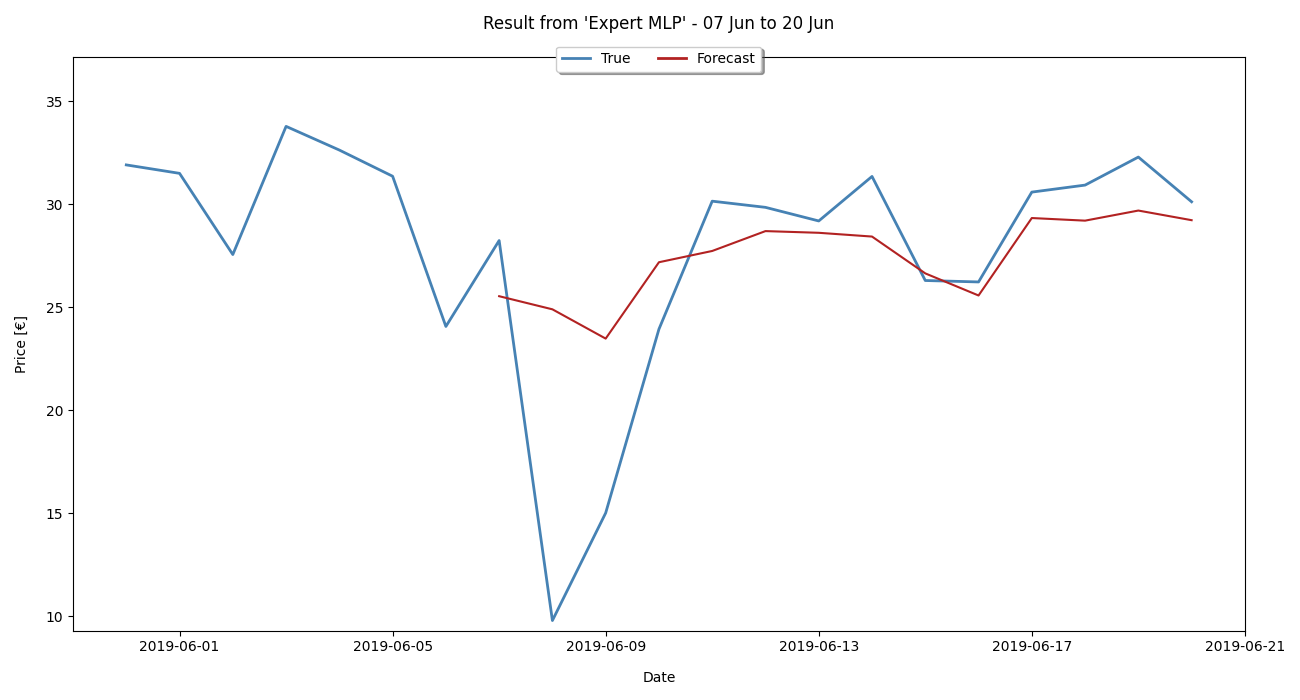 Result from 'Expert MLP' - 07 Jun to 20 Jun
True Forecast
35
30
25
20
15
10
Price [€]
2019-06-01 2019-06-05 2019-06-09 2019-06-13 2019-06-17 2019-06-21
Date